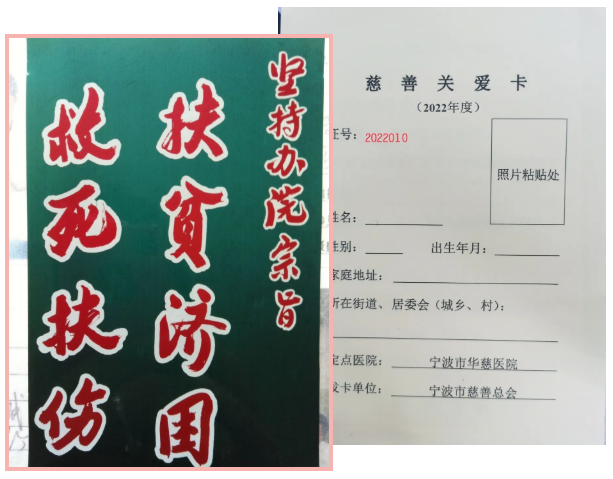 坚持办院宗旨
扶贫济困
救死扶伤
慈善关爱卡
（2022年度）
证号：2022010
照片粘贴处
姓名：
性别： 出生年月：
家庭地址：
所在街道、居委会（城乡、村）：
定点医院： 宁波市华慈医院
发卡单位： 宁波市慈善总会